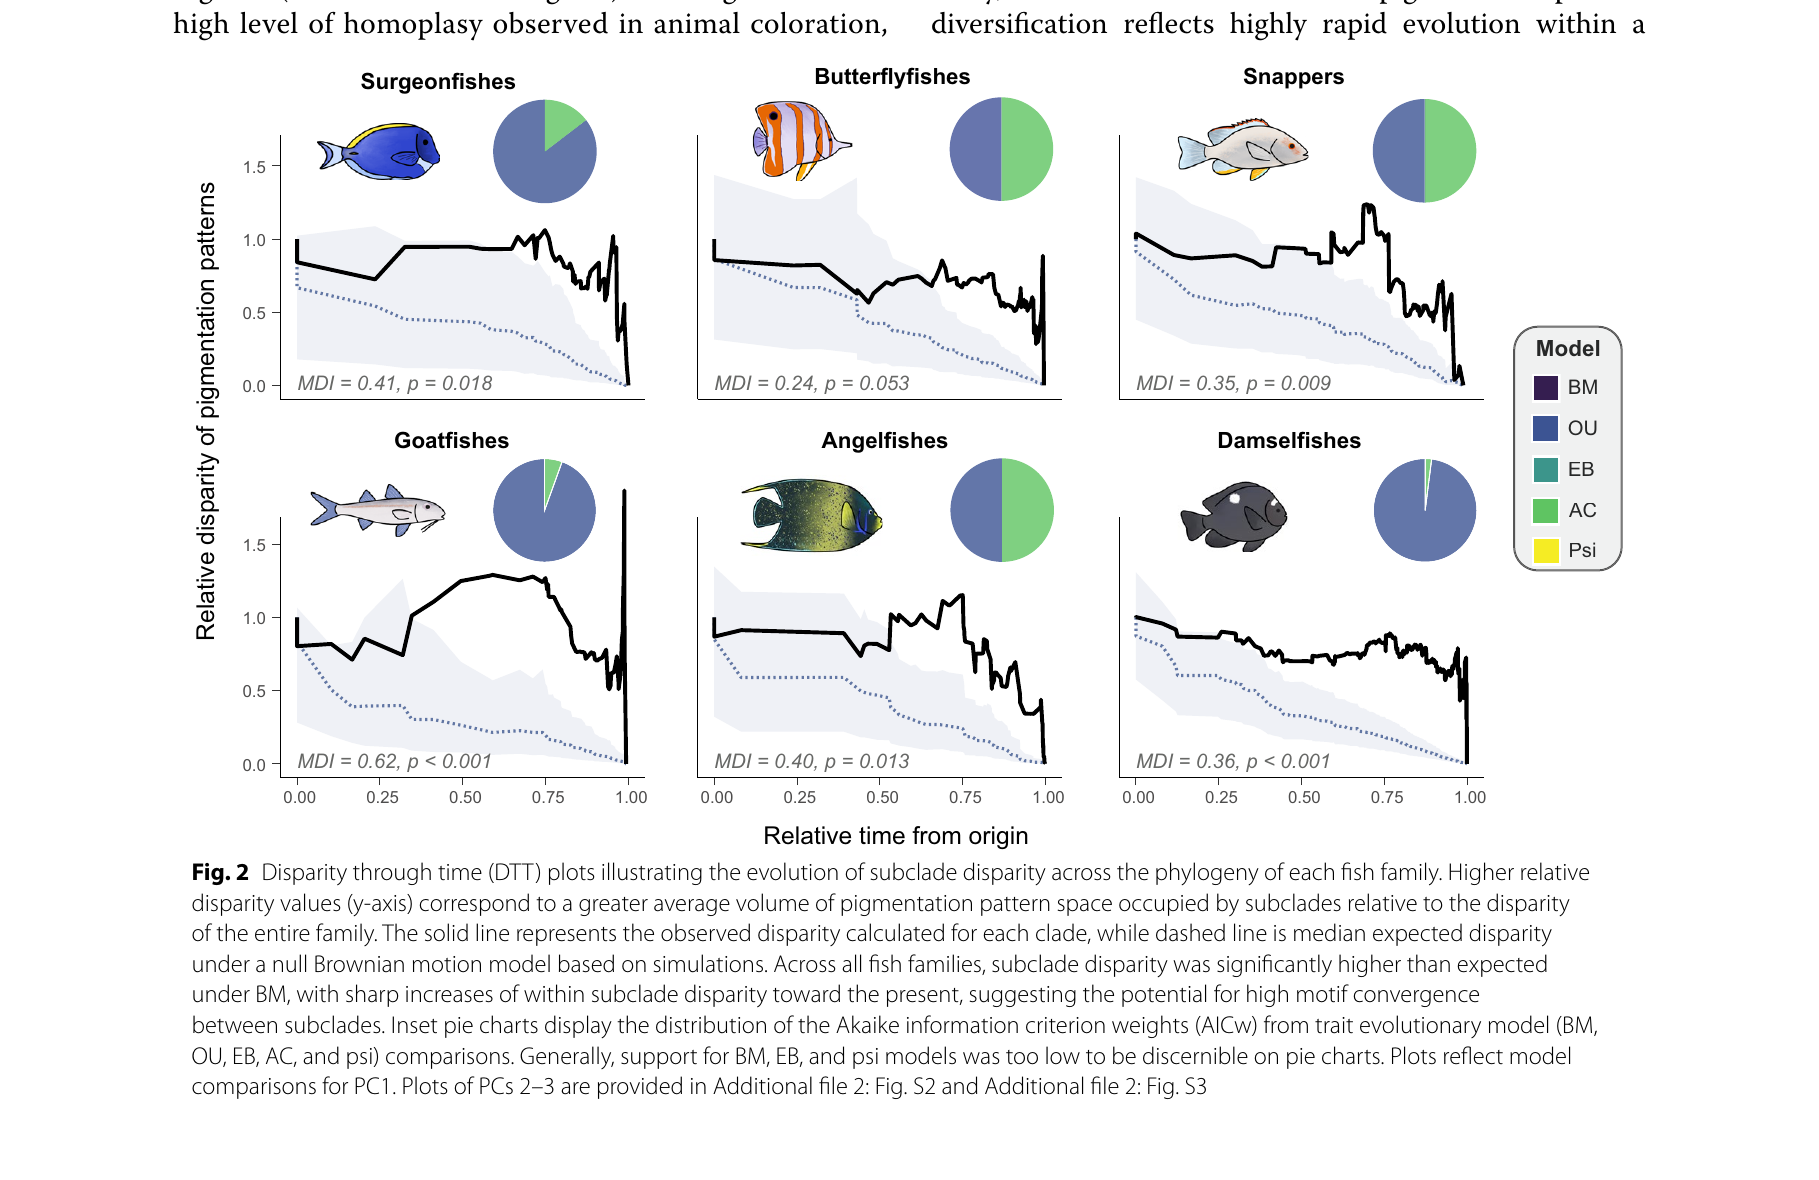 high level of homoplasy observed in animal coloration,
diversification reflects highly rapid evolution within a
Surgeonfishes
Butterflyfishes
Snappers
1.5
1.0
0.5
0.0
MDI = 0.41, p = 0.018
MDI = 0.24, p = 0.053
MDI = 0.35, p = 0.009
Relative disparity of pigmentation patterns
Goatfishes
Angelfishes
Damselfishes
1.5
1.0
0.5
0.0
MDI = 0.62, p < 0.001
MDI = 0.40, p = 0.013
MDI = 0.36, p < 0.001
0.00 0.25 0.50 0.75 1.00
0.00 0.25 0.50 0.75 1.00
0.00 0.25 0.50 0.75 1.00
Relative time from origin
Model
BM
OU
EB
AC
Psi
Fig. 2 Disparity through time (DTT) plots illustrating the evolution of subclade disparity across the phylogeny of each fish family. Higher relative
disparity values (y-axis) correspond to a greater average volume of pigmentation pattern space occupied by subclades relative to the disparity
of the entire family. The solid line represents the observed disparity calculated for each clade, while dashed line is median expected disparity
under a null Brownian motion model based on simulations. Across all fish families, subclade disparity was significantly higher than expected
under BM, with sharp increases of within subclade disparity toward the present, suggesting the potential for high motif convergence
between subclades. Inset pie charts display the distribution of the Akaike information criterion weights (AICw) from trait evolutionary model (BM,
OU, EB, AC, and psi) comparisons. Generally, support for BM, EB, and psi models was too low to be discernible on pie charts. Plots reflect model
comparisons for PC1. Plots of PCs 2–3 are provided in Additional file 2: Fig. S2 and Additional file 2: Fig. S3